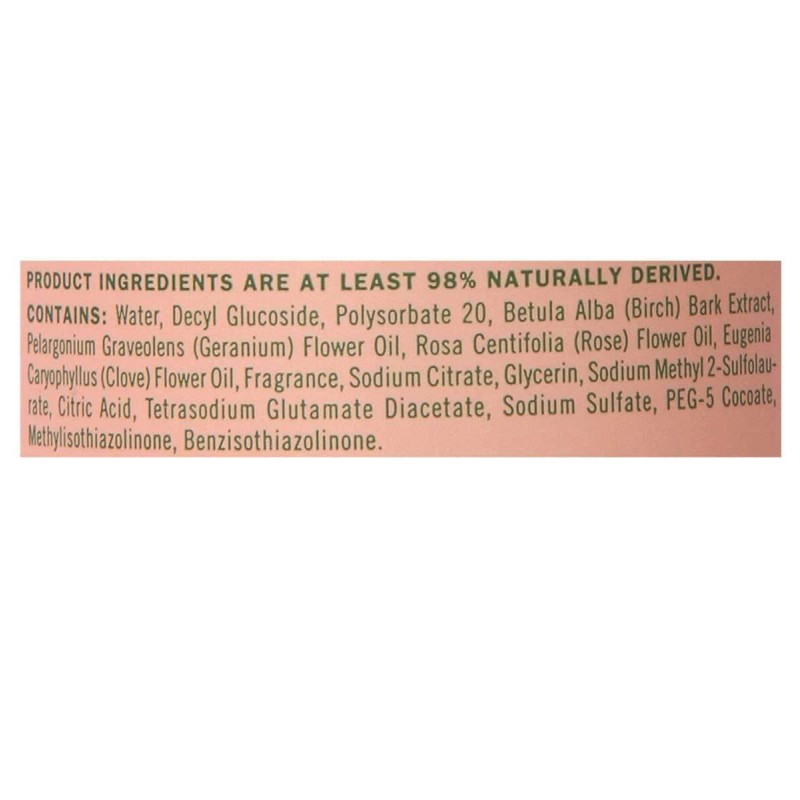 PRODUCT INGREDIENTS ARE AT LEAST 98% NATURALLY DERIVED.
CONTAINS: Water, Decyl Glucoside, Polysorbate 20, Betula Alba (Birch) Bark Extract,
Pelargonium Graveolens (Geranium) Flower Oil, Rosa Centifolia (Rose) Flower Oil, Eugenia
Caryophyllus (Clove) Flower Oil, Fragrance, Sodium Citrate, Glycerin, Sodium Methyl 2-Sulfolau-
rate, Citric Acid, Tetrasodium Glutamate Diacetate, Sodium Sulfate, PEG-5 Cocoate,
Methylisothiazolinone, Benzisothiazolinone.